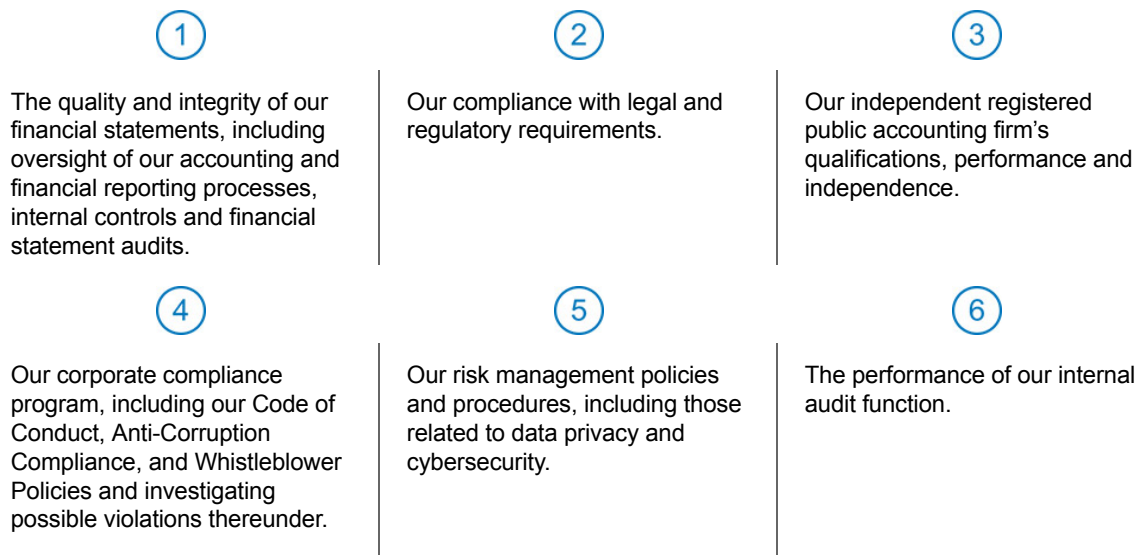 1
The quality and integrity of our
financial statements, including
oversight of our accounting and
financial reporting processes,
internal controls and financial
statement audits.
2
Our compliance with legal and
regulatory requirements.
3
Our independent registered
public accounting firm’s
qualifications, performance and
independence.
4
Our corporate compliance
program, including our Code of
Conduct, Anti-Corruption
Compliance, and Whistleblower
Policies and investigating
possible violations thereunder.
5
Our risk management policies
and procedures, including those
related to data privacy and
cybersecurity.
6
The performance of our internal
audit function.